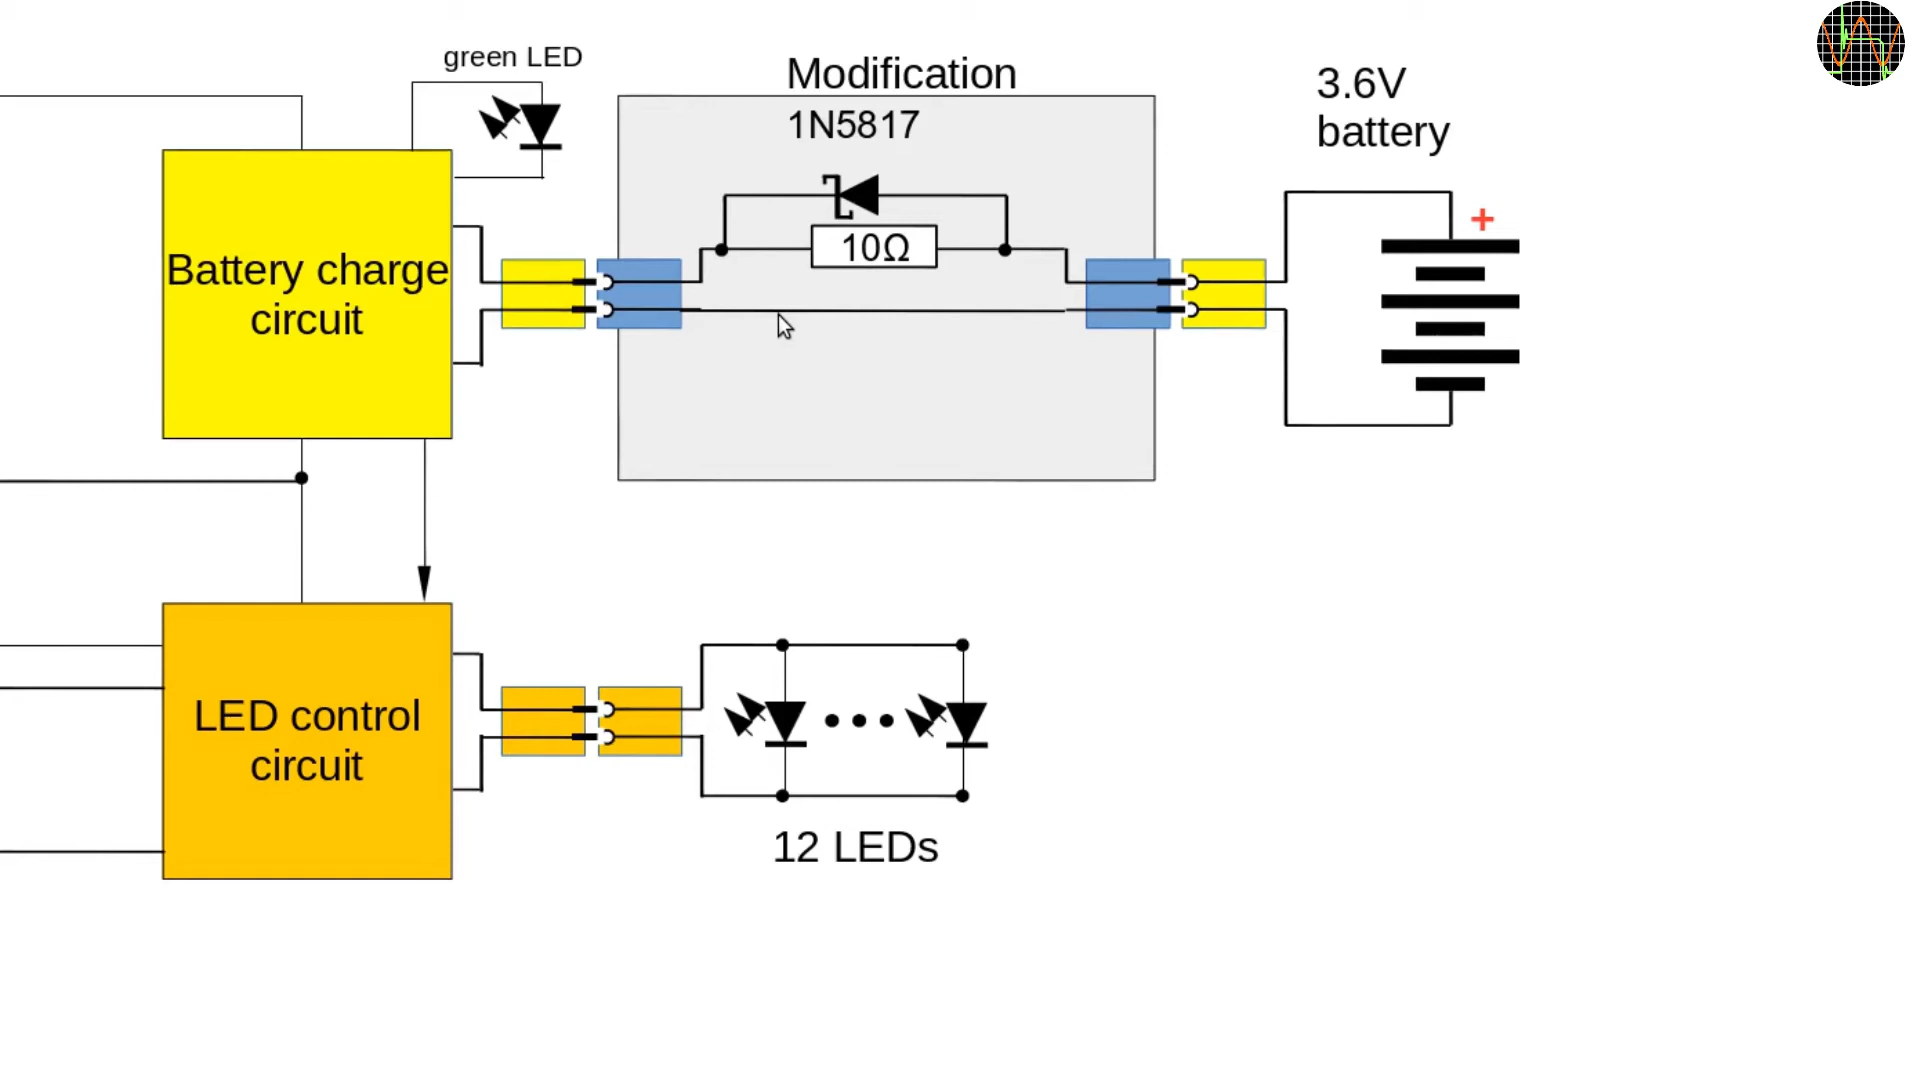 green LED
Modification
1N5817
3.6V
battery
+
10Ω
Battery charge
circuit
LED control
circuit
12 LEDs